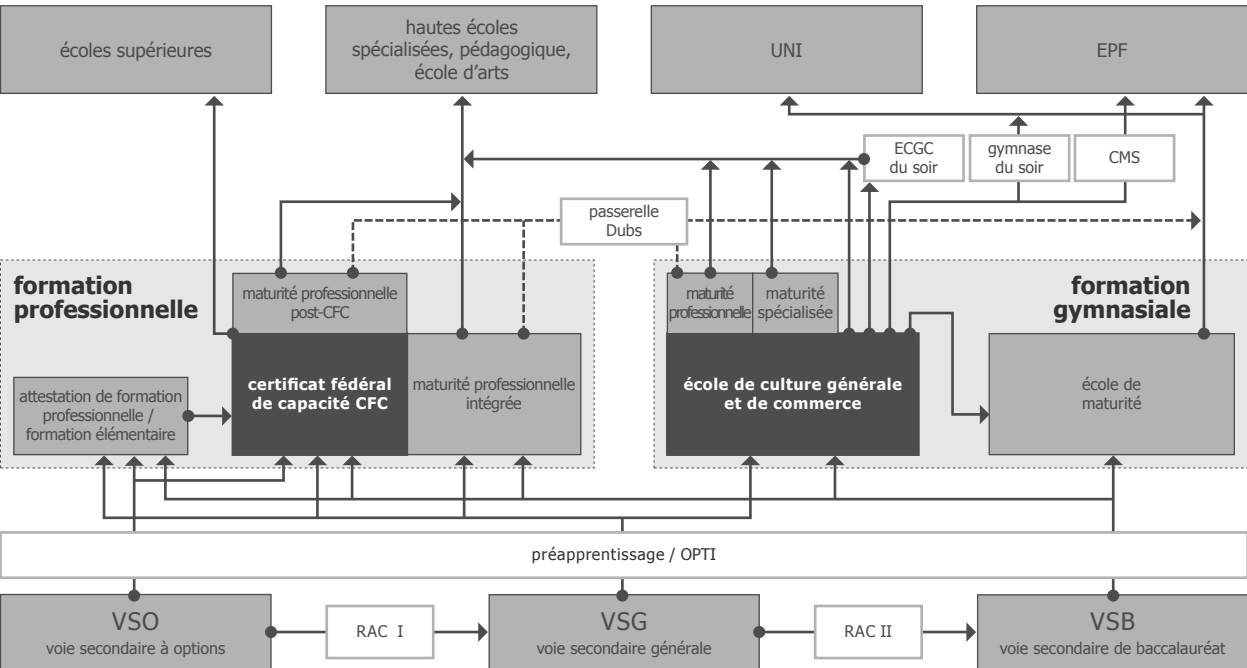 écoles supérieures
hautes écoles
spécialisées, pédagogique,
école d'arts
UNI
EPF
ECGC
du soir
gymnase
du soir
CMS
passerelle
Dubs
formation
professionnelle
maturité professionnelle
post-CFC
maturité
professionnelle
maturité
spécialisée
formation
gymnasiale
attestation de formation
professionnelle /
formation élémentaire
certificat fédéral
de capacité CFC
maturité professionnelle
intégrée
école de culture générale
et de commerce
école de
maturité
préapprentissage / OPTI
VSO
voie secondaire à options
RAC I
VSG
voie secondaire générale
RAC II
VSB
voie secondaire de baccalauréat